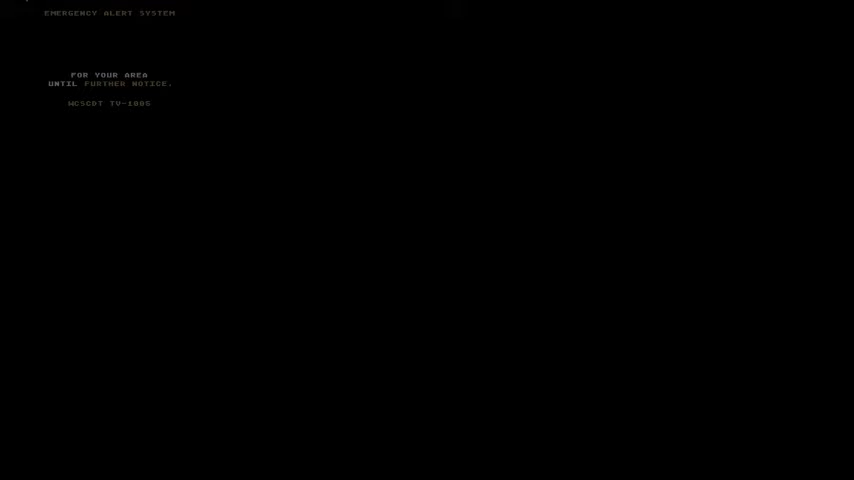 EMERGENCY ALERT SYSTEM
FOR YOUR AREA
UNTIL FURTHER NOTICE.
WCSCDT TV-1005